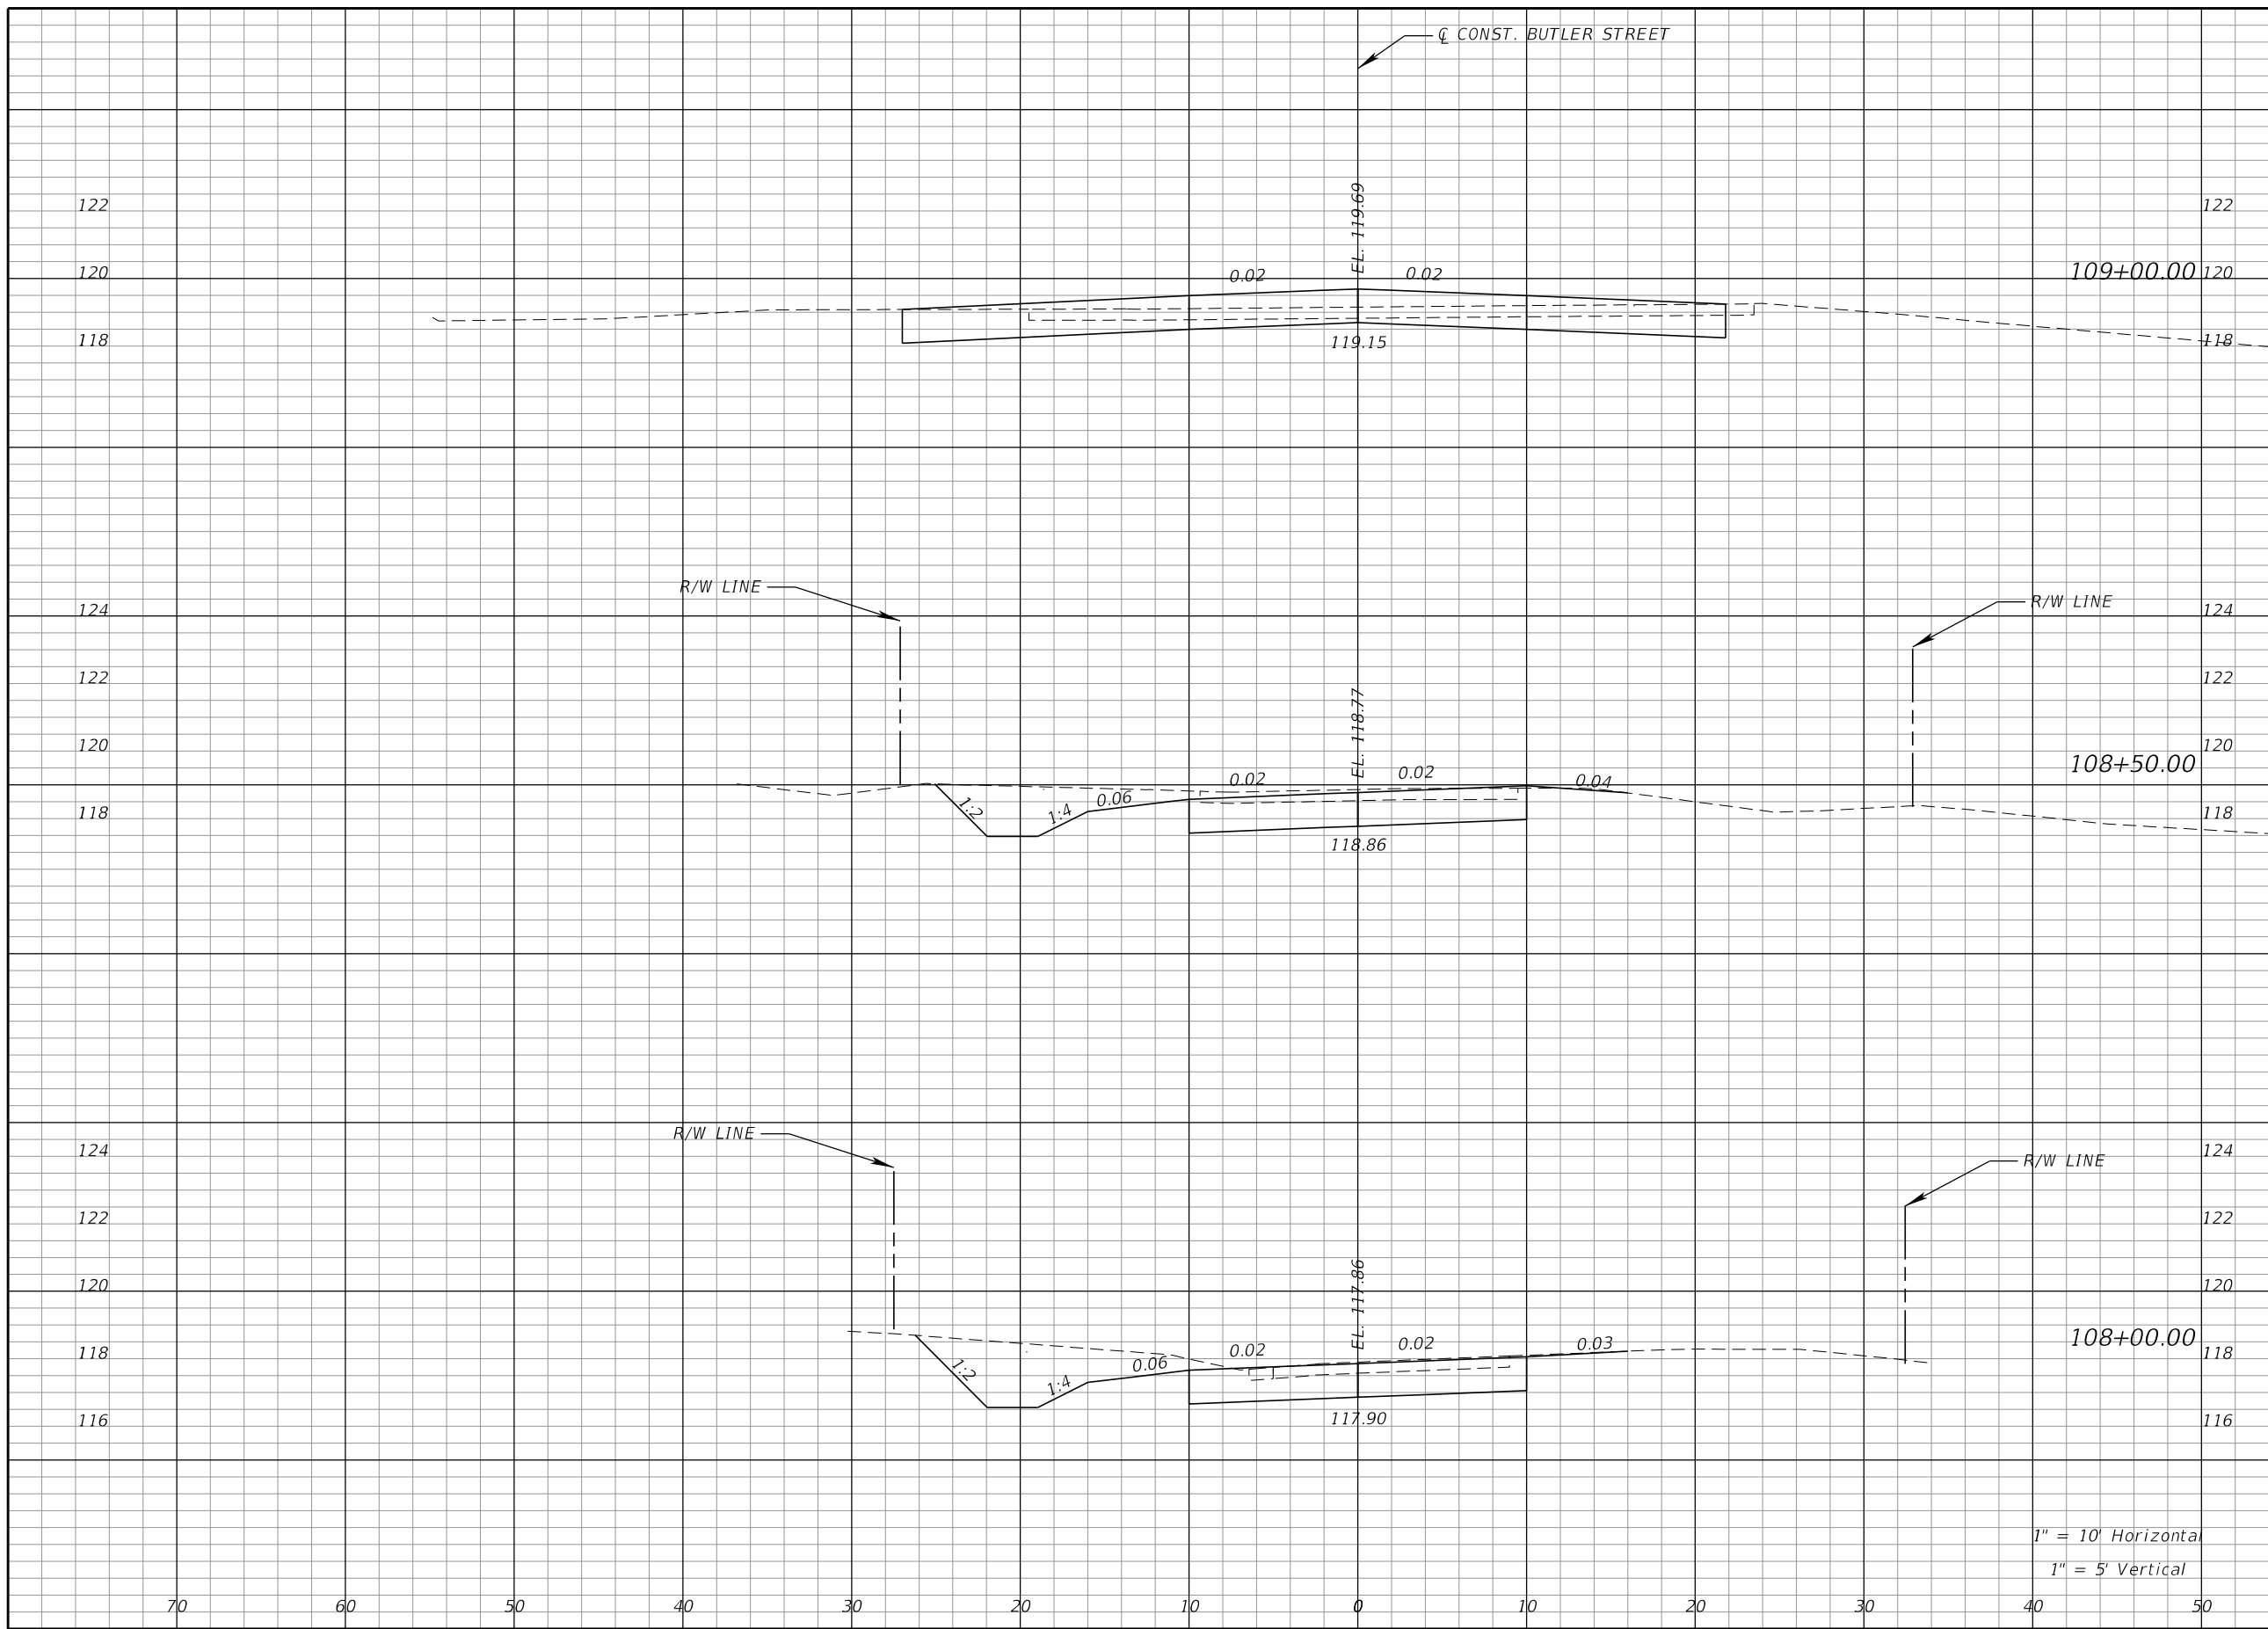 ℄ CONST. BUTLER STREET
122 122
EL. 119.69
120 0.02 0.02 109+00.00 120
118 119.15 118
R/W LINE R/W LINE
124 124
122 122
EL. 118.77
120 120
108+50.00
0.02 0.02 0.04
1:2 1:4 0.06
118 118
118.86
R/W LINE R/W LINE
124 124
122 122
EL. 117.86
120 120
108+00.00
118 0.02 0.02 0.03 118
1:2 1:4 0.06
116 117.90 116
1" = 10' Horizontal
1" = 5' Vertical
70 60 50 40 30 20 10 0 10 20 30 40 50